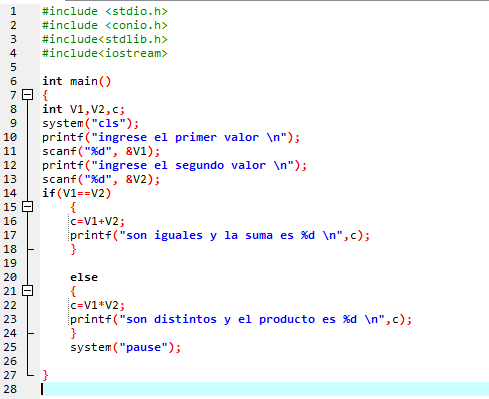 1 #include <stdio.h>
2 #include <conio.h>
3 #include<stdlib.h>
4 #include<iostream>
5
6 int main()
7 {
8 int V1,V2,c;
9 system("cls");
10 printf("ingrese el primer valor \n");
11 scanf("%d", &V1);
12 printf("ingrese el segundo valor \n");
13 scanf("%d", &V2);
14 if(V1==V2)
15 {
16 c=V1+V2;
17 printf("son iguales y la suma es %d \n",c);
18 }
19
20 else
21 {
22 c=V1*V2;
23 printf("son distintos y el producto es %d \n",c);
24 }
25 system("pause");
26
27 }
28